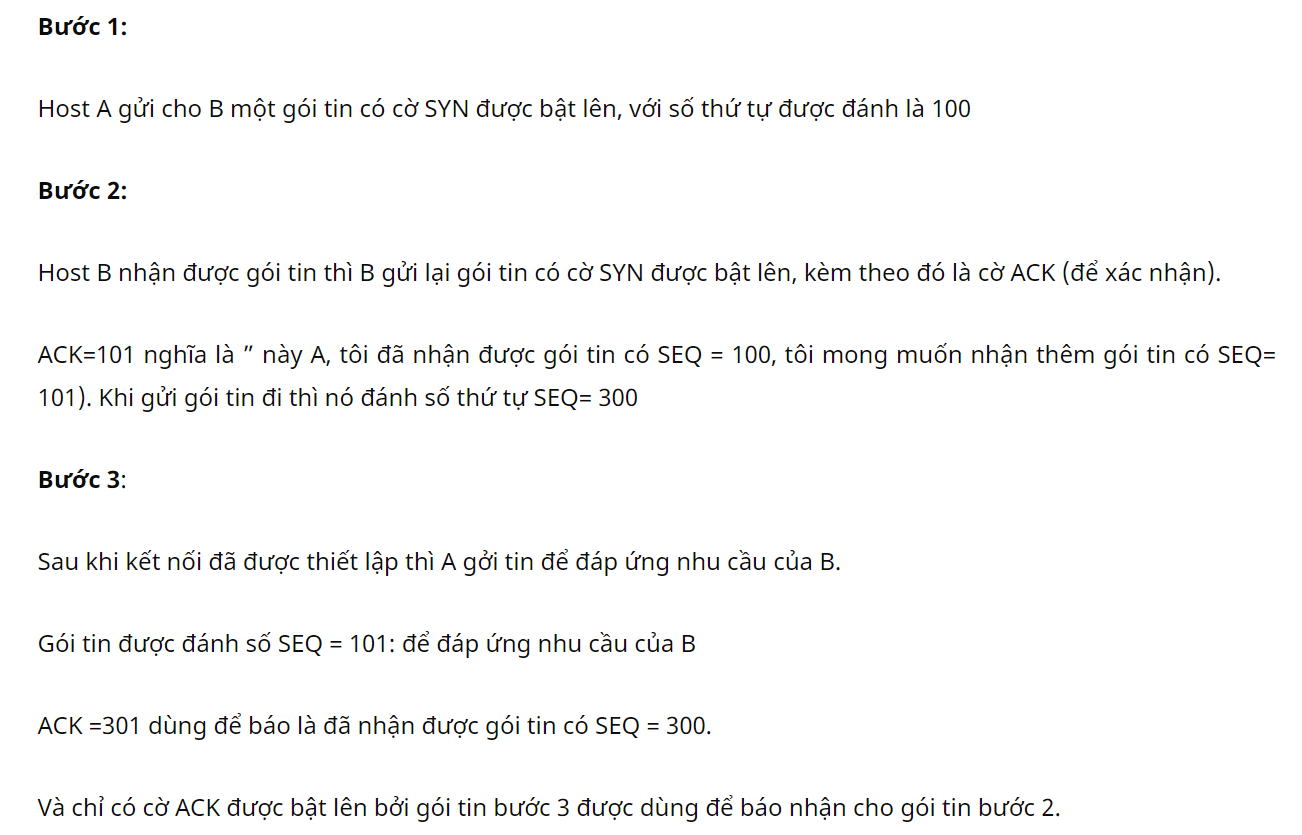 Bước 1:
Host A gửi cho B một gói tin có cờ SYN được bật lên, với số thứ tự được đánh là 100
Bước 2:
Host B nhận được gói tin thì B gửi lại gói tin có cờ SYN được bật lên, kèm theo đó là cờ ACK (để xác nhận).
ACK=101 nghĩa là ” này A, tôi đã nhận được gói tin có SEQ = 100, tôi mong muốn nhận thêm gói tin có SEQ=
101). Khi gửi gói tin đi thì nó đánh số thứ tự SEQ= 300
Bước 3:
Sau khi kết nối đã được thiết lập thì A gởi tin để đáp ứng nhu cầu của B.
Gói tin được đánh số SEQ = 101: để đáp ứng nhu cầu của B
ACK =301 dùng để báo là đã nhận được gói tin có SEQ = 300.
Và chỉ có cờ ACK được bật lên bởi gói tin bước 3 được dùng để báo nhận cho gói tin bước 2.